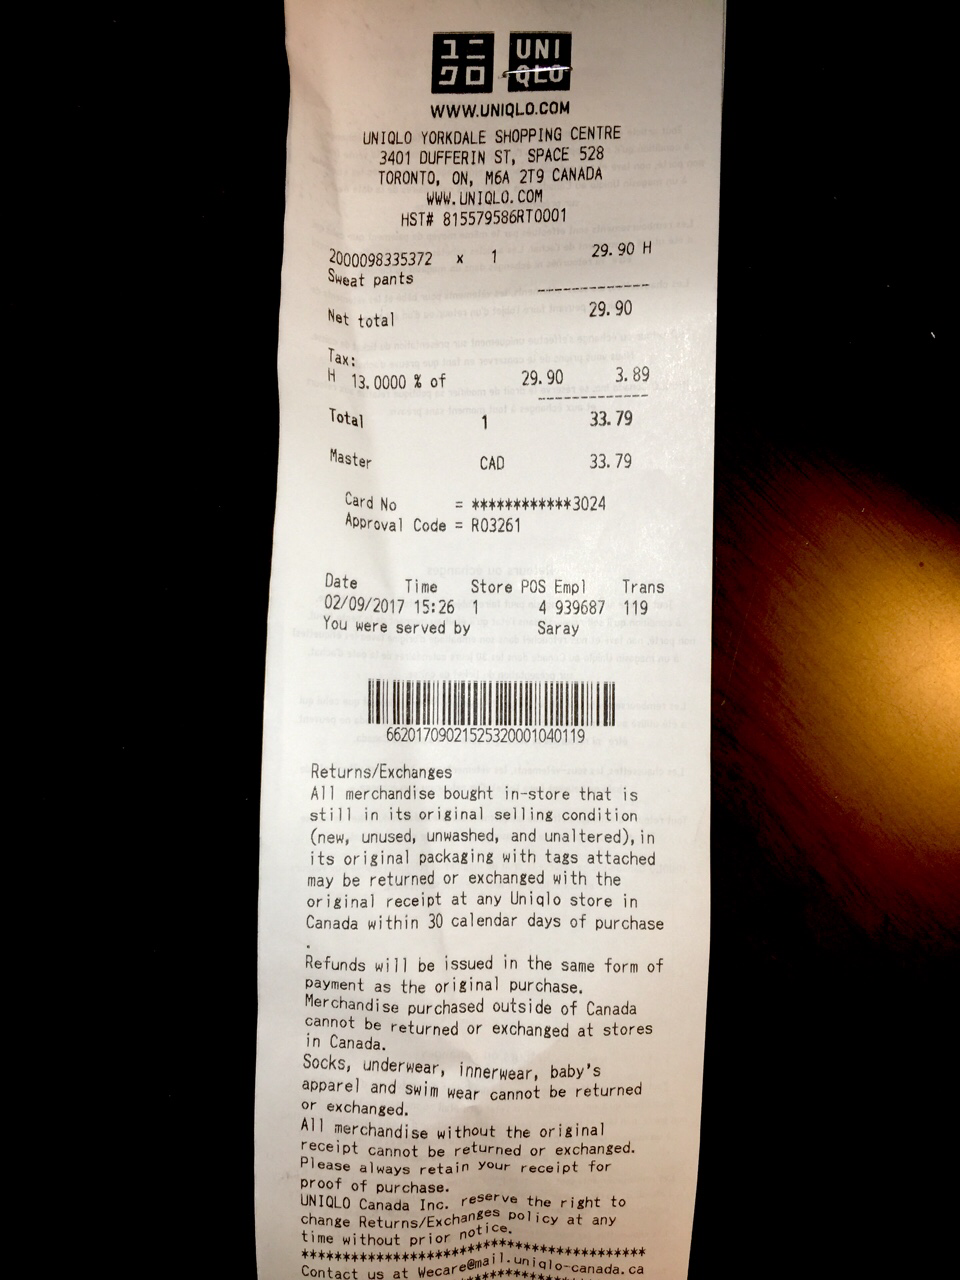 ユニ UNI
クロ QLO
WWW.UNIQLO.COM
UNIQLO YORKDALE SHOPPING CENTRE
3401 DUFFERIN ST, SPACE 528
TORONTO, ON, M6A 2T9 CANADA
WWW.UNIQLO.COM
HST# 815579586RT0001
2000098335372 x 1 29.90 H
Sweat pants
Net total 29.90
Tax:
H 13.0000 % of 29.90 3.89
Total 1 33.79
Master CAD 33.79
Card No = ************3024
Approval Code = R03261
Date Time Store POS Empl Trans
02/09/2017 15:26 1 4 939687 119
You were served by Saray
66201709021525320001040119
Returns/Exchanges
All merchandise bought in-store that is
still in its original selling condition
(new, unused, unwashed, and unaltered), in
its original packaging with tags attached
may be returned or exchanged with the
original receipt at any Uniqlo store in
Canada within 30 calendar days of purchase
.
Refunds will be issued in the same form of
payment as the original purchase.
Merchandise purchased outside of Canada
cannot be returned or exchanged at stores
in Canada.
Socks, underwear, innerwear, baby's
apparel and swim wear cannot be returned
or exchanged.
All merchandise without the original
receipt cannot be returned or exchanged.
Please always retain your receipt for
proof of purchase.
UNIQLO Canada Inc. reserve the right to
change Returns/Exchanges policy at any
time without prior notice.
******************************************
Contact us at Wecare@mail.uniqlo-canada.ca